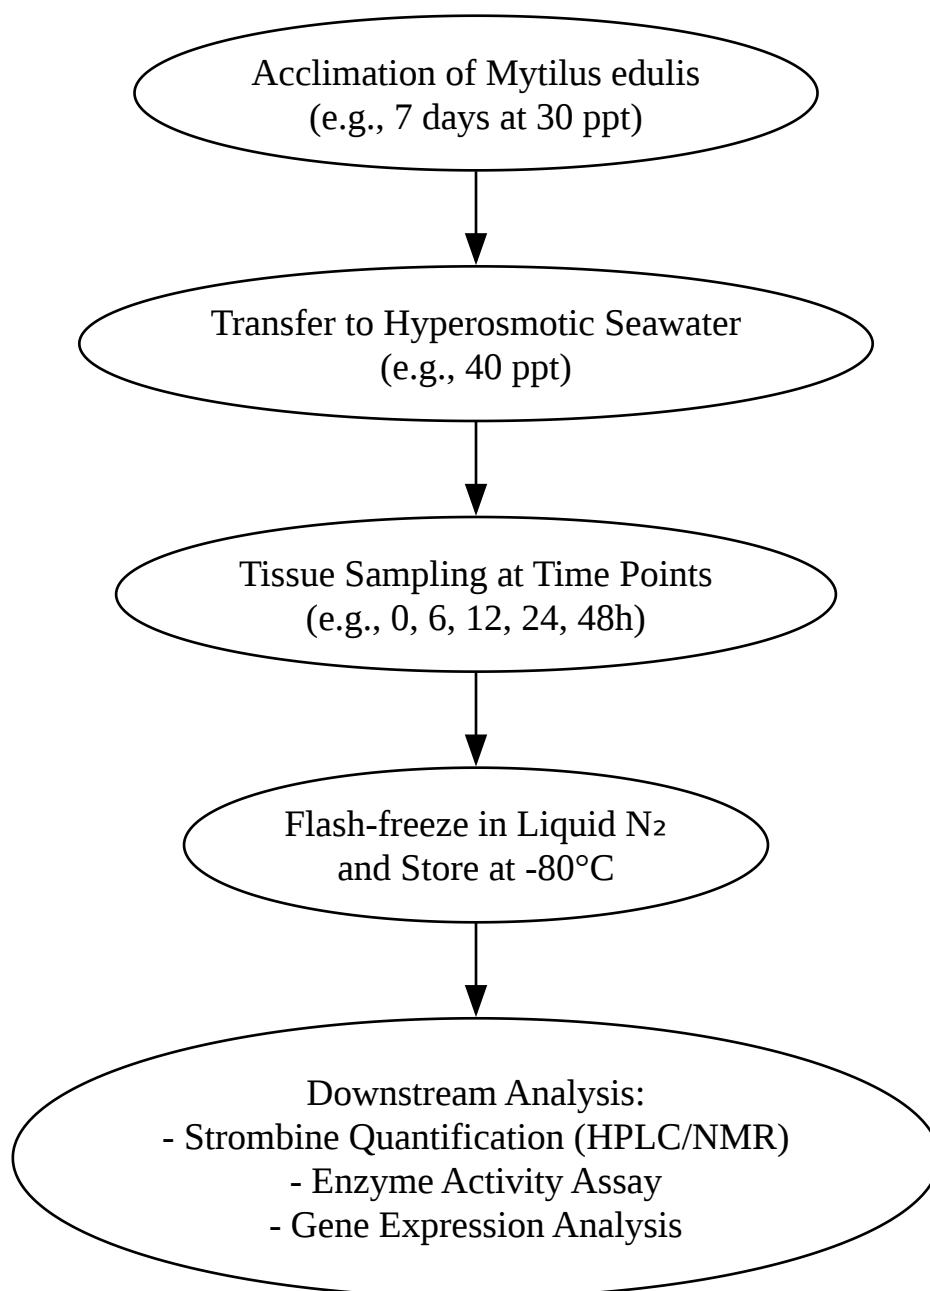 Acclimation of Mytilus edulis
(e.g., 7 days at 30 ppt)
Transfer to Hyperosmotic Seawater
(e.g., 40 ppt)
Tissue Sampling at Time Points
(e.g., 0, 6, 12, 24, 48h)
Flash-freeze in Liquid N₂
and Store at -80°C
Downstream Analysis:
- Strombine Quantification (HPLC/NMR)
- Enzyme Activity Assay
- Gene Expression Analysis